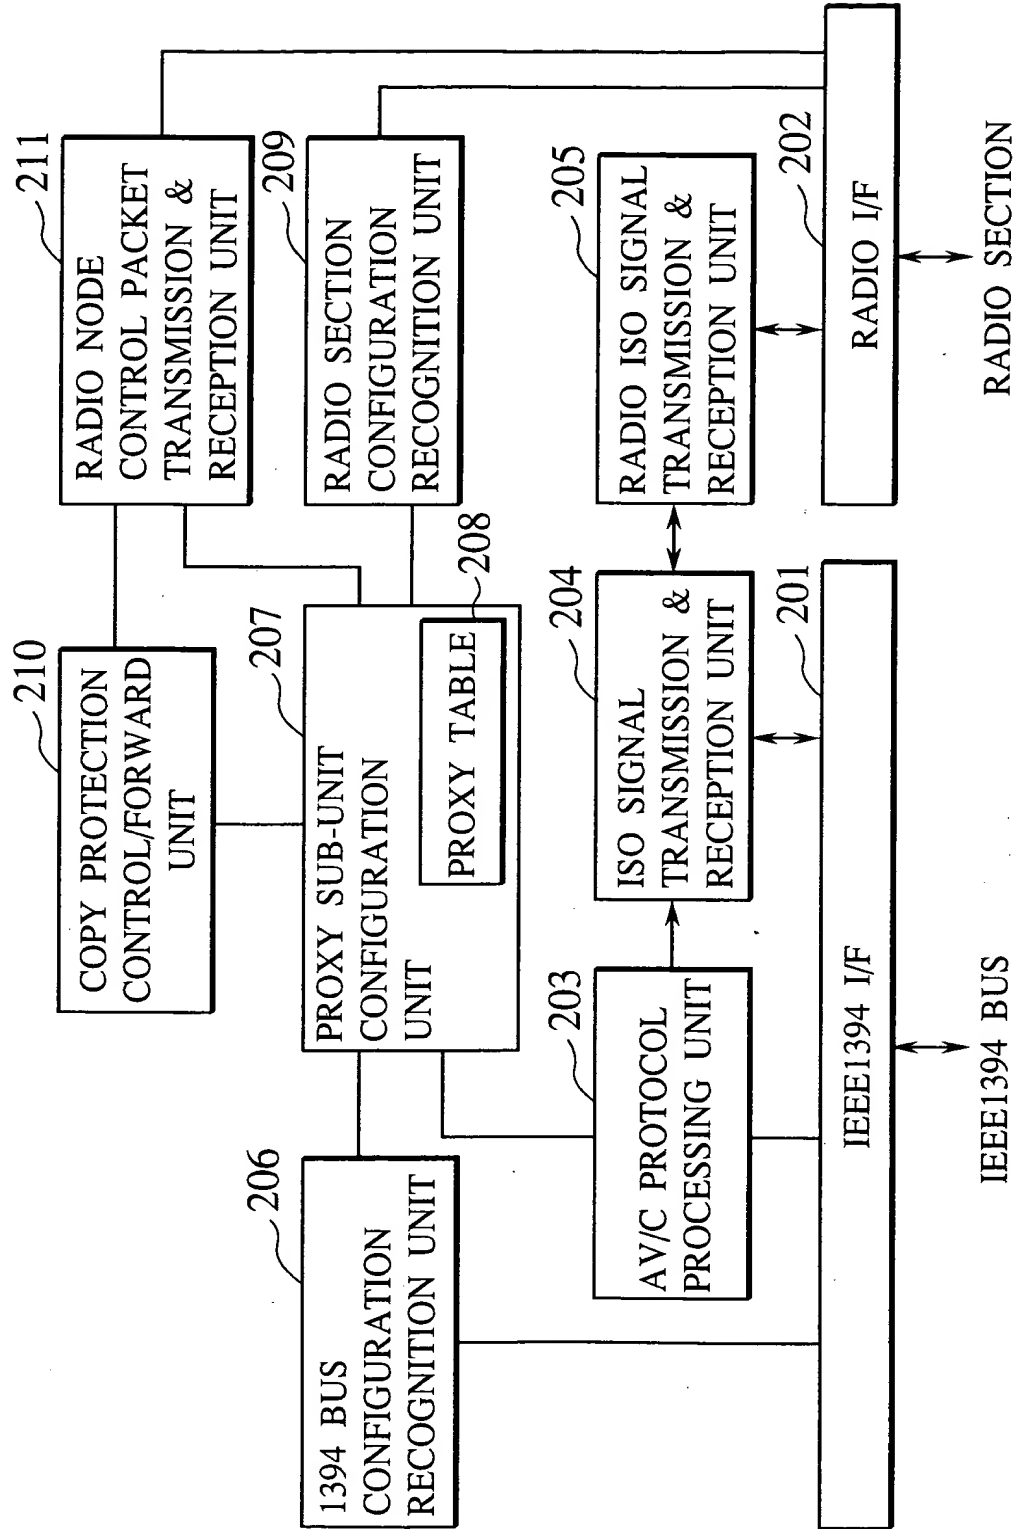 210
COPY PROTECTION
CONTROL/FORWARD
UNIT
211
RADIO NODE
CONTROL PACKET
TRANSMISSION &
RECEPTION UNIT
206
1394 BUS
CONFIGURATION
RECOGNITION UNIT
207
PROXY SUB-UNIT
CONFIGURATION
UNIT
208
PROXY TABLE
209
RADIO SECTION
CONFIGURATION
RECOGNITION UNIT
203
AV/C PROTOCOL
PROCESSING UNIT
204
ISO SIGNAL
TRANSMISSION &
RECEPTION UNIT
205
RADIO ISO SIGNAL
TRANSMISSION &
RECEPTION UNIT
201
IEEE1394 I/F
202
RADIO I/F
IEEE1394 BUS
RADIO SECTION